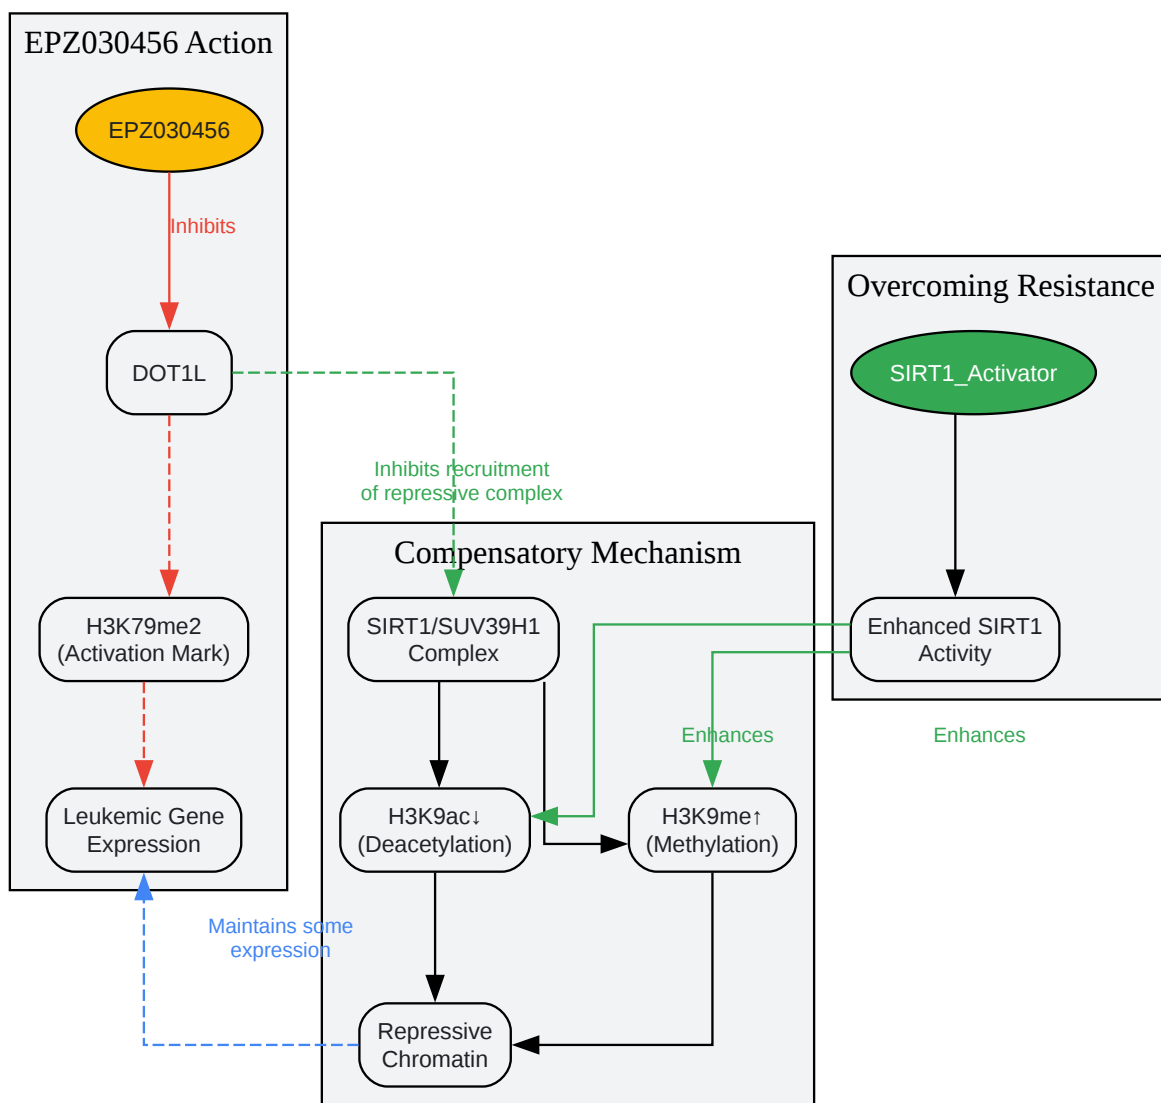 EPZ030456 Action
EPZ030456
Inhibits
DOT1L
H3K79me2
(Activation Mark)
Leukemic Gene
Expression
Inhibits recruitment
of repressive complex
Compensatory Mechanism
SIRT1/SUV39H1
Complex
H3K9ac↓
(Deacetylation)
Enhances
H3K9me↑
(Methylation)
Maintains some
expression
Repressive
Chromatin
Overcoming Resistance
SIRT1_Activator
Enhanced SIRT1
Activity
Enhances